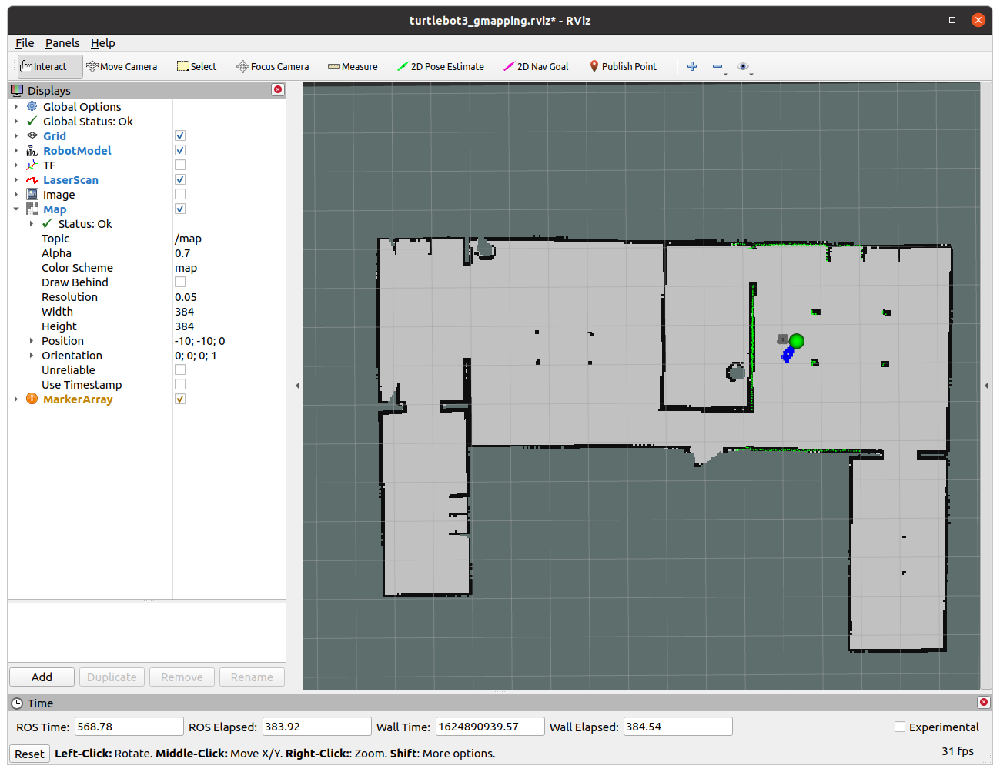 turtlebot3_gmapping.rviz* - RViz
File Panels Help
Interact Move Camera Select Focus Camera Measure 2D Pose Estimate 2D Nav Goal Publish Point
Displays
Global Options
Global Status: Ok
Grid
RobotModel
TF
LaserScan
Image
Map
Status: Ok
Topic /map
Alpha 0.7
Color Scheme map
Draw Behind
Resolution 0.05
Width 384
Height 384
Position -10; -10; 0
Orientation 0; 0; 0; 1
Unreliable
Use Timestamp
MarkerArray
Add Duplicate Remove Rename
Time
ROS Time: 568.78 ROS Elapsed: 383.92 Wall Time: 1624890939.57 Wall Elapsed: 384.54 Experimental
Reset Left-Click: Rotate. Middle-Click: Move X/Y. Right-Click:: Zoom. Shift: More options. 31 fps